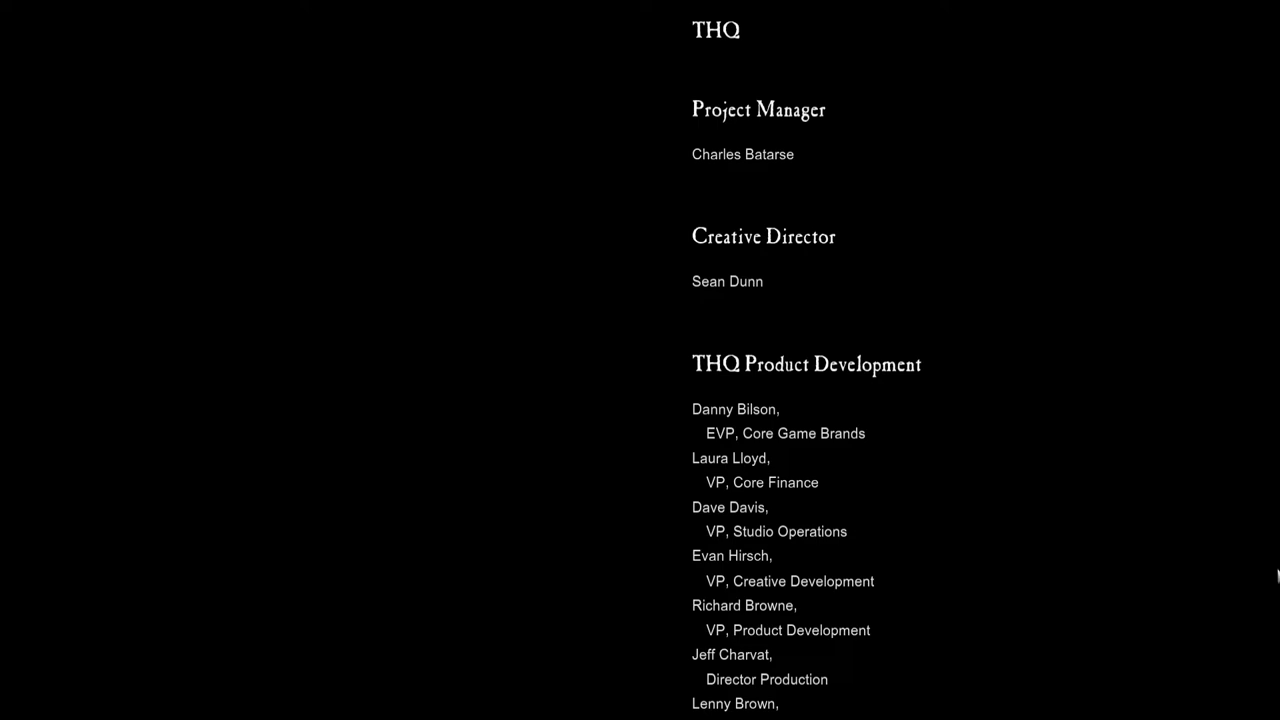 THQ
Project Manager
Charles Batarse
Creative Director
Sean Dunn
THQ Product Development
Danny Bilson,
EVP, Core Game Brands
Laura Lloyd,
VP, Core Finance
Dave Davis,
VP, Studio Operations
Evan Hirsch,
VP, Creative Development
Richard Browne,
VP, Product Development
Jeff Charvat,
Director Production
Lenny Brown,